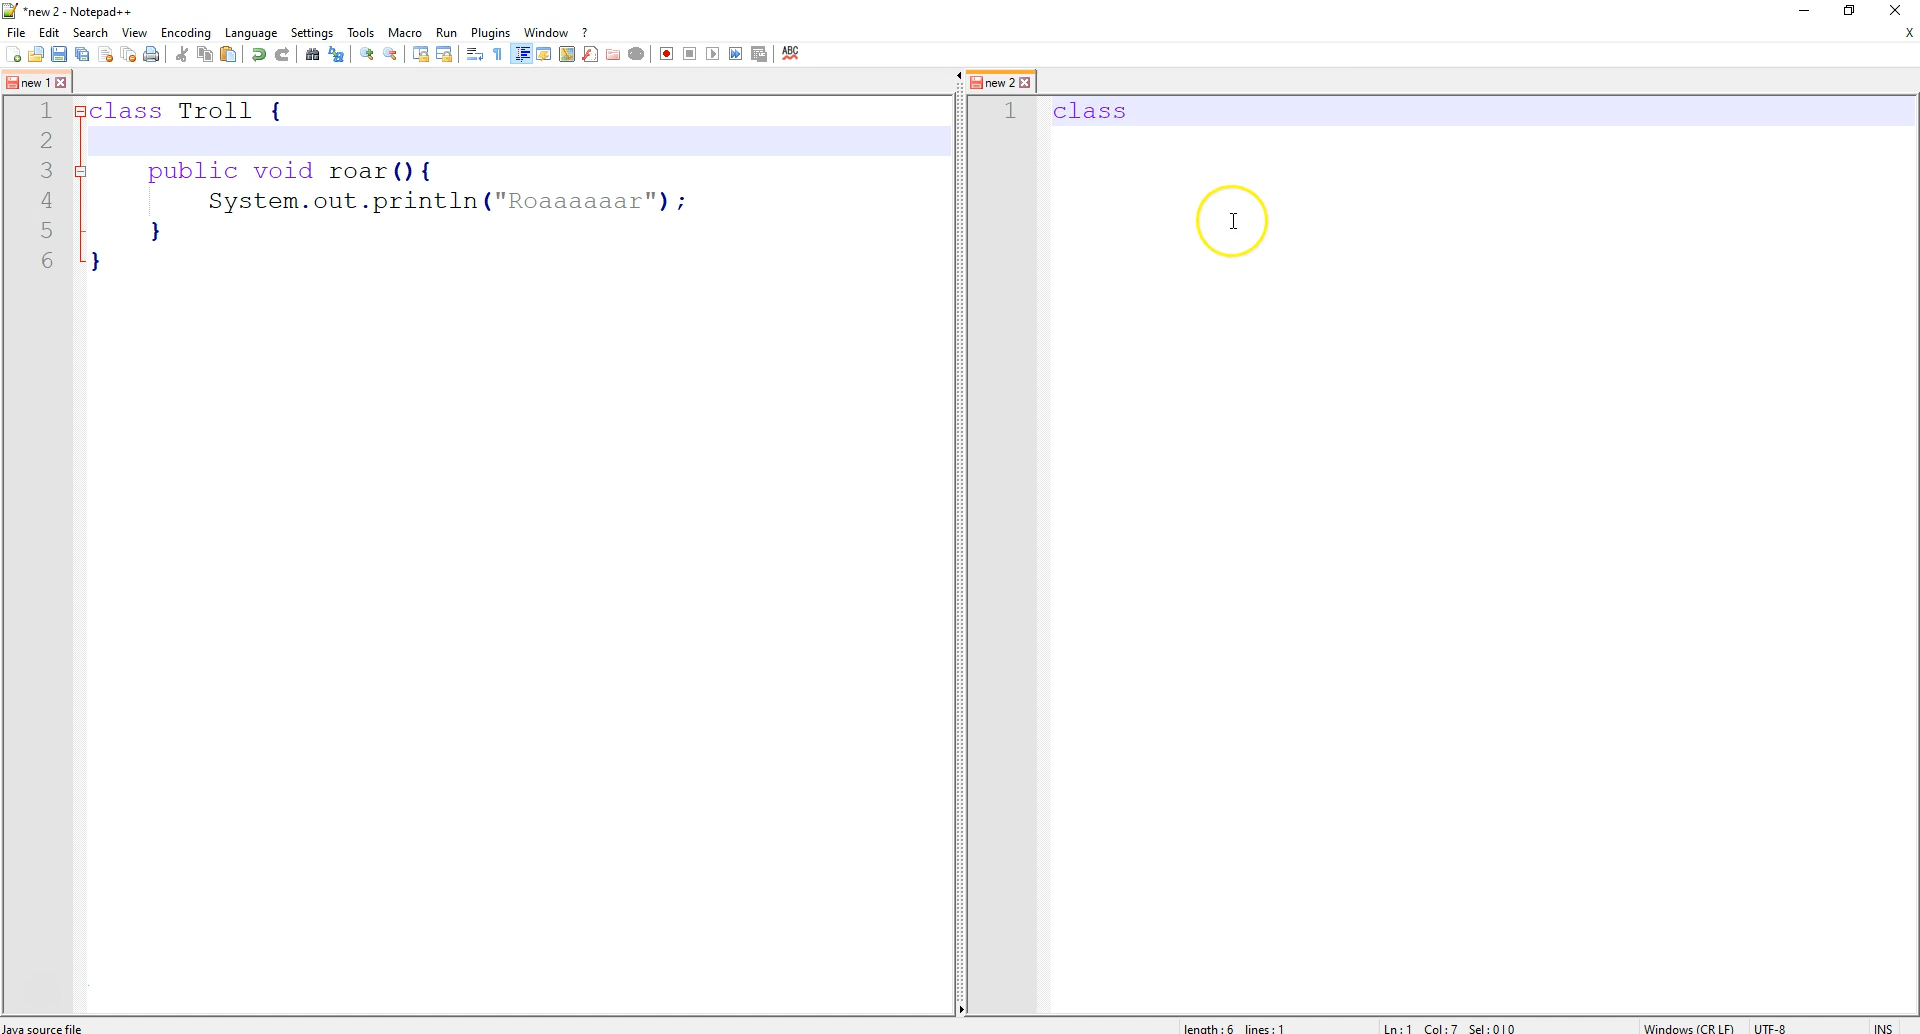 *new 2 - Notepad++
File Edit Search View Encoding Language Settings Tools Macro Run Plugins Window ? X
ABC
new 1
1 class Troll {
2
3 public void roar(){
4 System.out.println("Roaaaaaar");
5 }
6 }
new 2
1 class
Java source file length : 6 lines : 1 Ln : 1 Col : 7 Sel : 0 | 0 Windows (CR LF) UTF-8 INS